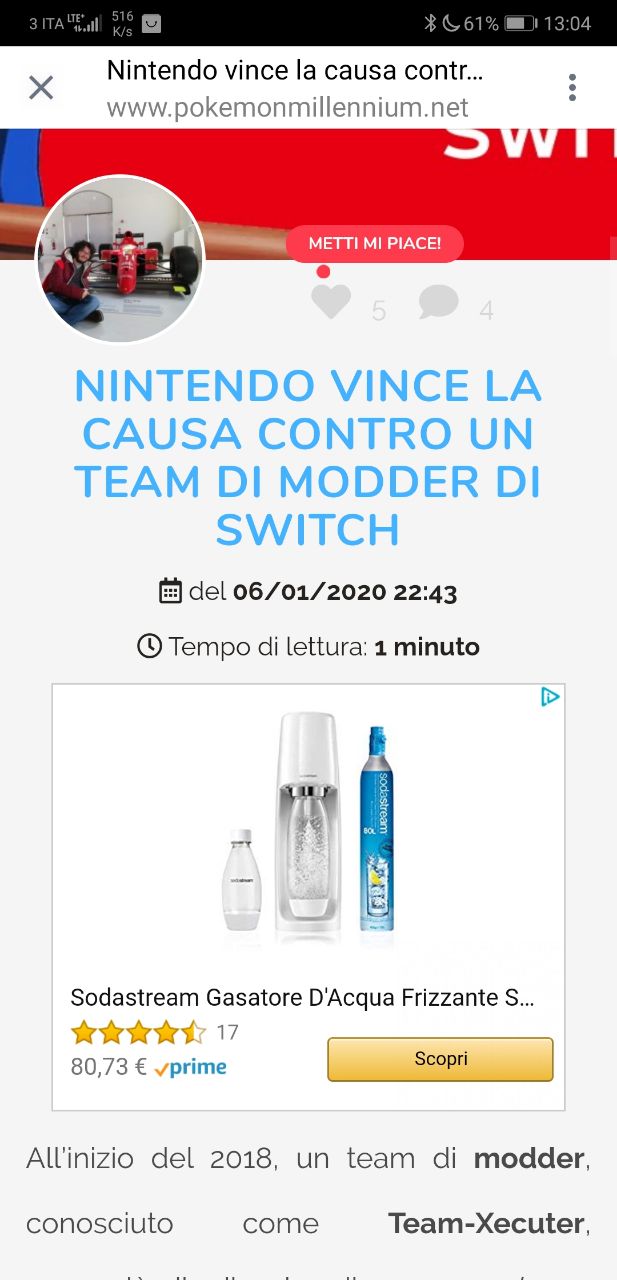 3 ITA LTE+ 516 K/s 61% 13:04
Nintendo vince la causa contr...
www.pokemonmillennium.net
METTI MI PIACE!
5 4
NINTENDO VINCE LA
CAUSA CONTRO UN
TEAM DI MODDER DI
SWITCH
del 06/01/2020 22:43
Tempo di lettura: 1 minuto
sodastream
80L
sodastream
Sodastream Gasatore D'Acqua Frizzante S...
17
80,73 € prime
Scopri
All'inizio del 2018, un team di modder,
conosciuto come Team-Xecuter,